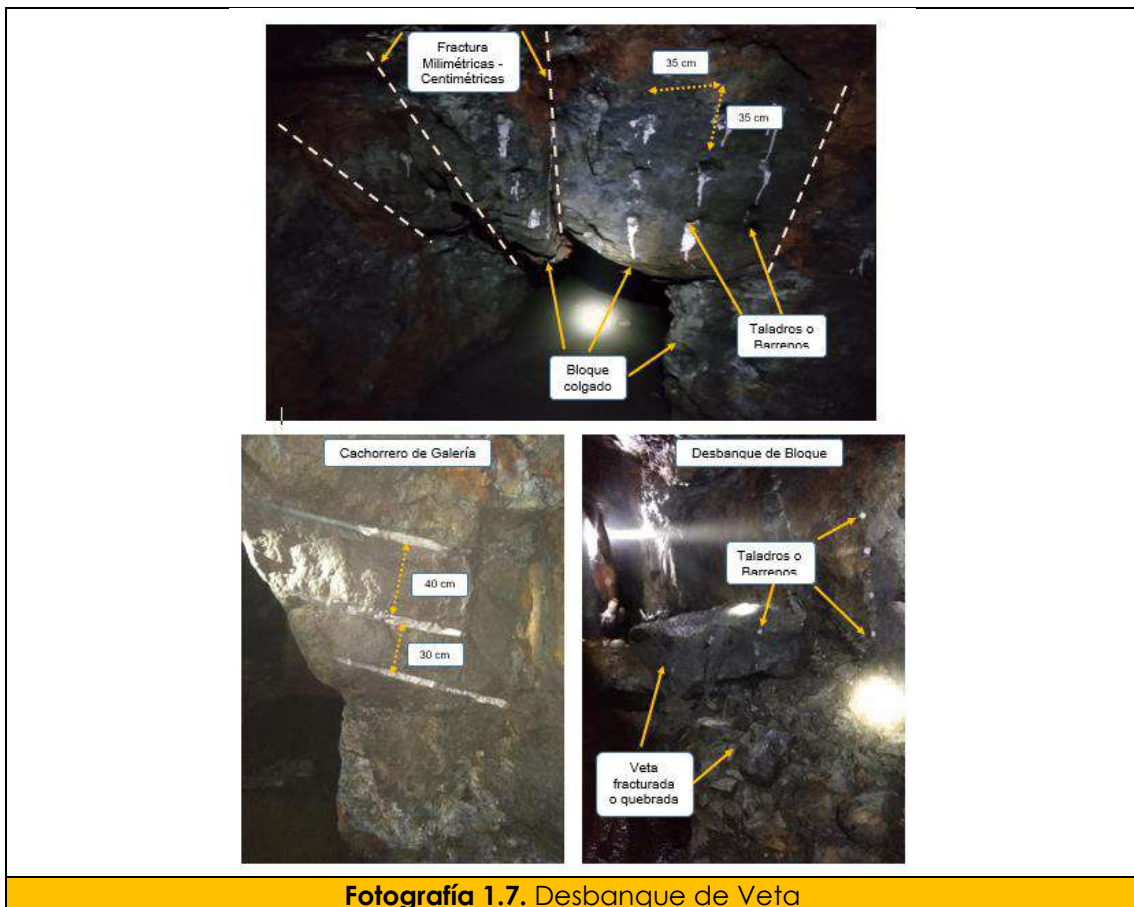 Fractura
Milimétricas -
Centimétricas
35 cm
35 cm
Taladros o
Barrenos
Bloque
colgado
Cachorrero de Galería
40 cm
30 cm
Desbanque de Bloque
Taladros o
Barrenos
Veta
fracturada
o quebrada
Fotografía 1.7. Desbanque de Veta